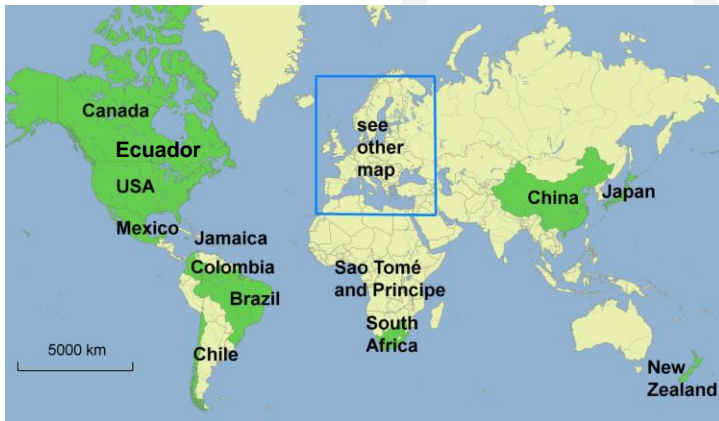 Canada
Ecuador
USA
Mexico
Jamaica
Colombia
Brazil
Chile
5000 km
see
other
map
Sao Tomé
and Principe
South
Africa
China
Japan
New
Zealand